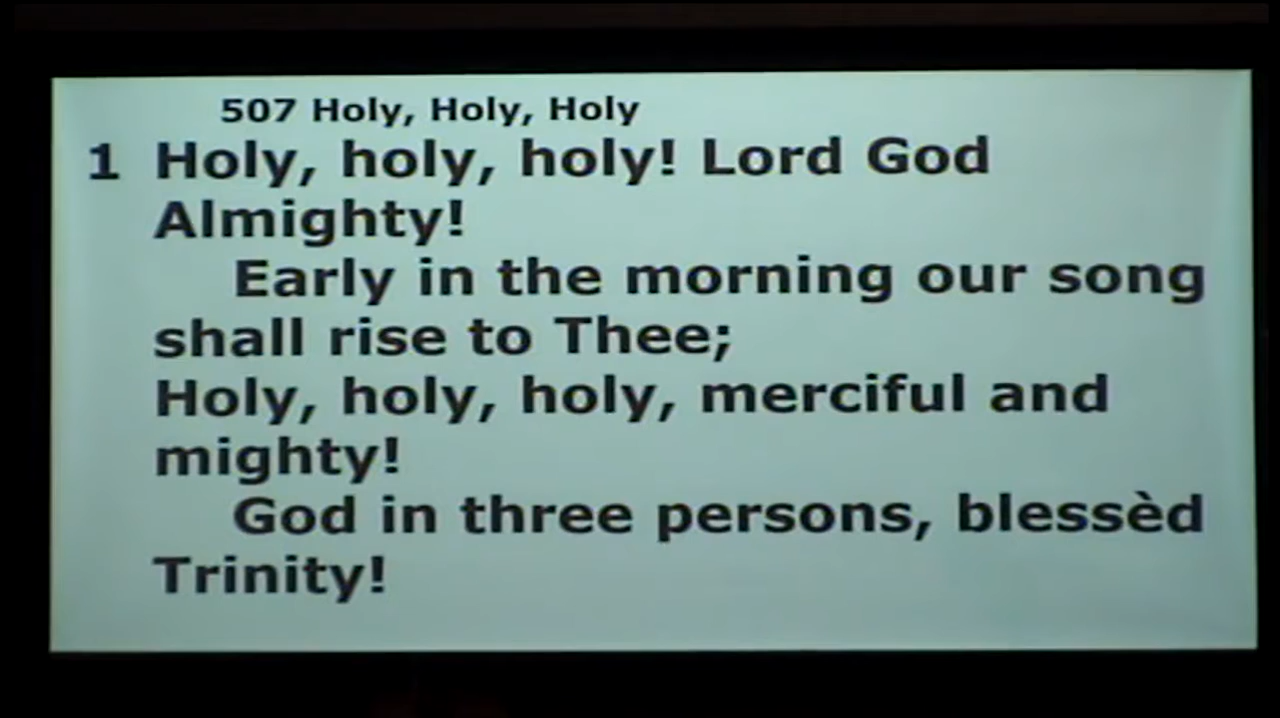 507 Holy, Holy, Holy
1 Holy, holy, holy! Lord God
Almighty!
Early in the morning our song
shall rise to Thee;
Holy, holy, holy, merciful and
mighty!
God in three persons, blessèd
Trinity!